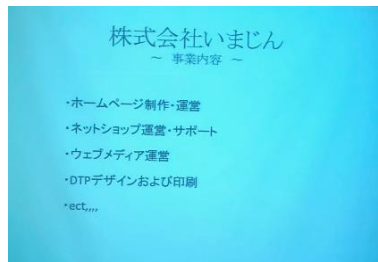 株式会社いまじん
～ 事業内容 ～
・ホームページ制作・運営
・ネットショップ運営・サポート
・ウェブメディア運営
・DTPデザインおよび印刷
・ect,,,,